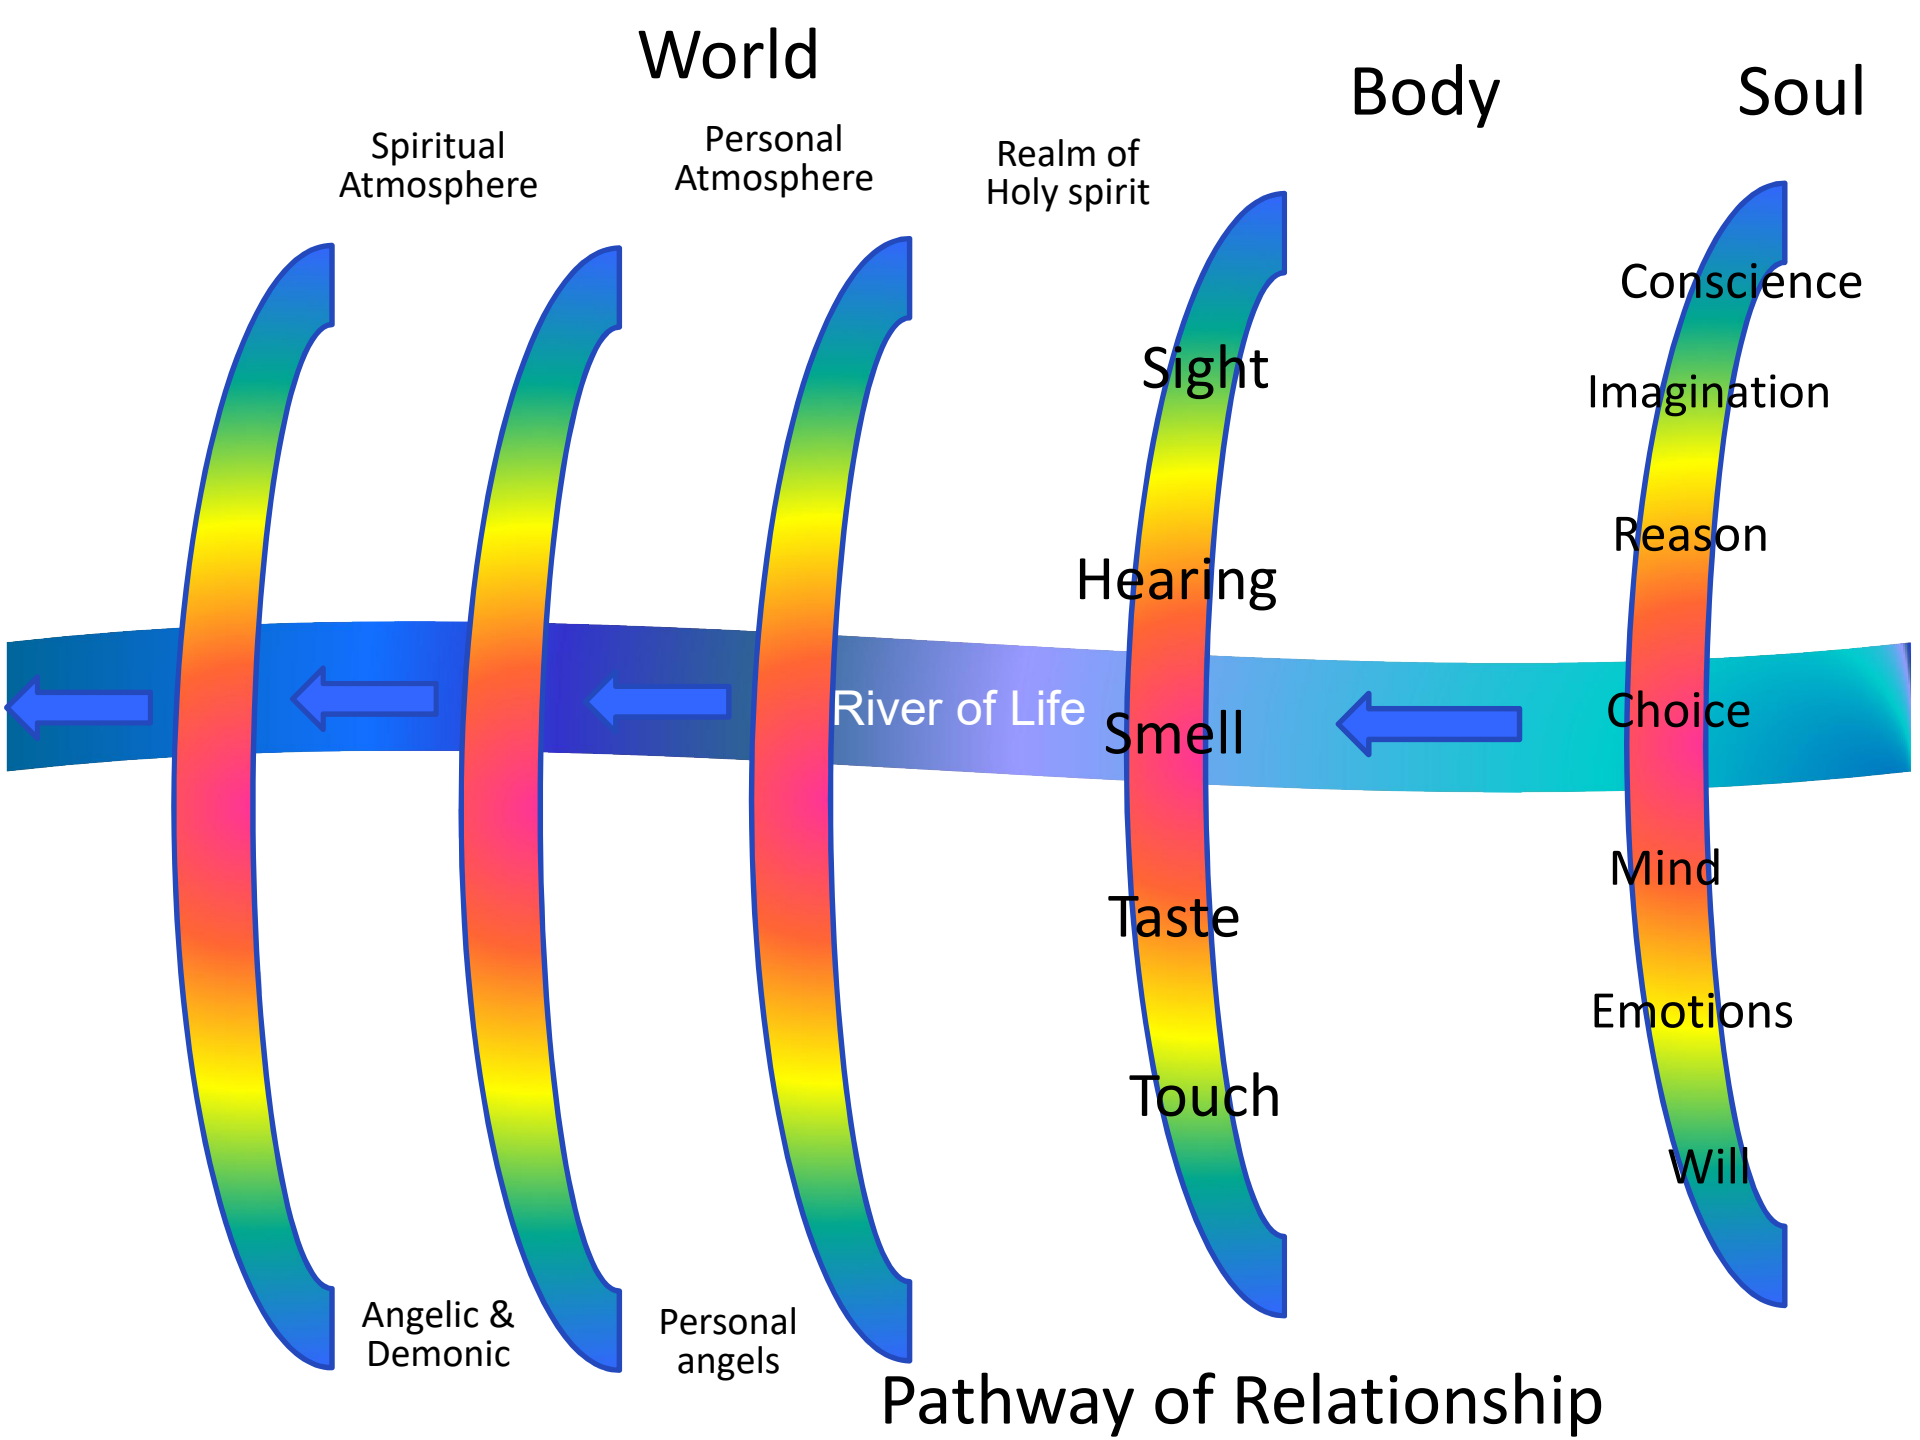 World
Body
Soul
Spiritual
Atmosphere
Personal
Atmosphere
Realm of
Holy spirit
Conscience
Sight
Imagination
Reason
Hearing
River of Life
Choice
Smell
Mind
Taste
Emotions
Touch
Will
Angelic &
Demonic
Personal
angels
Pathway of Relationship